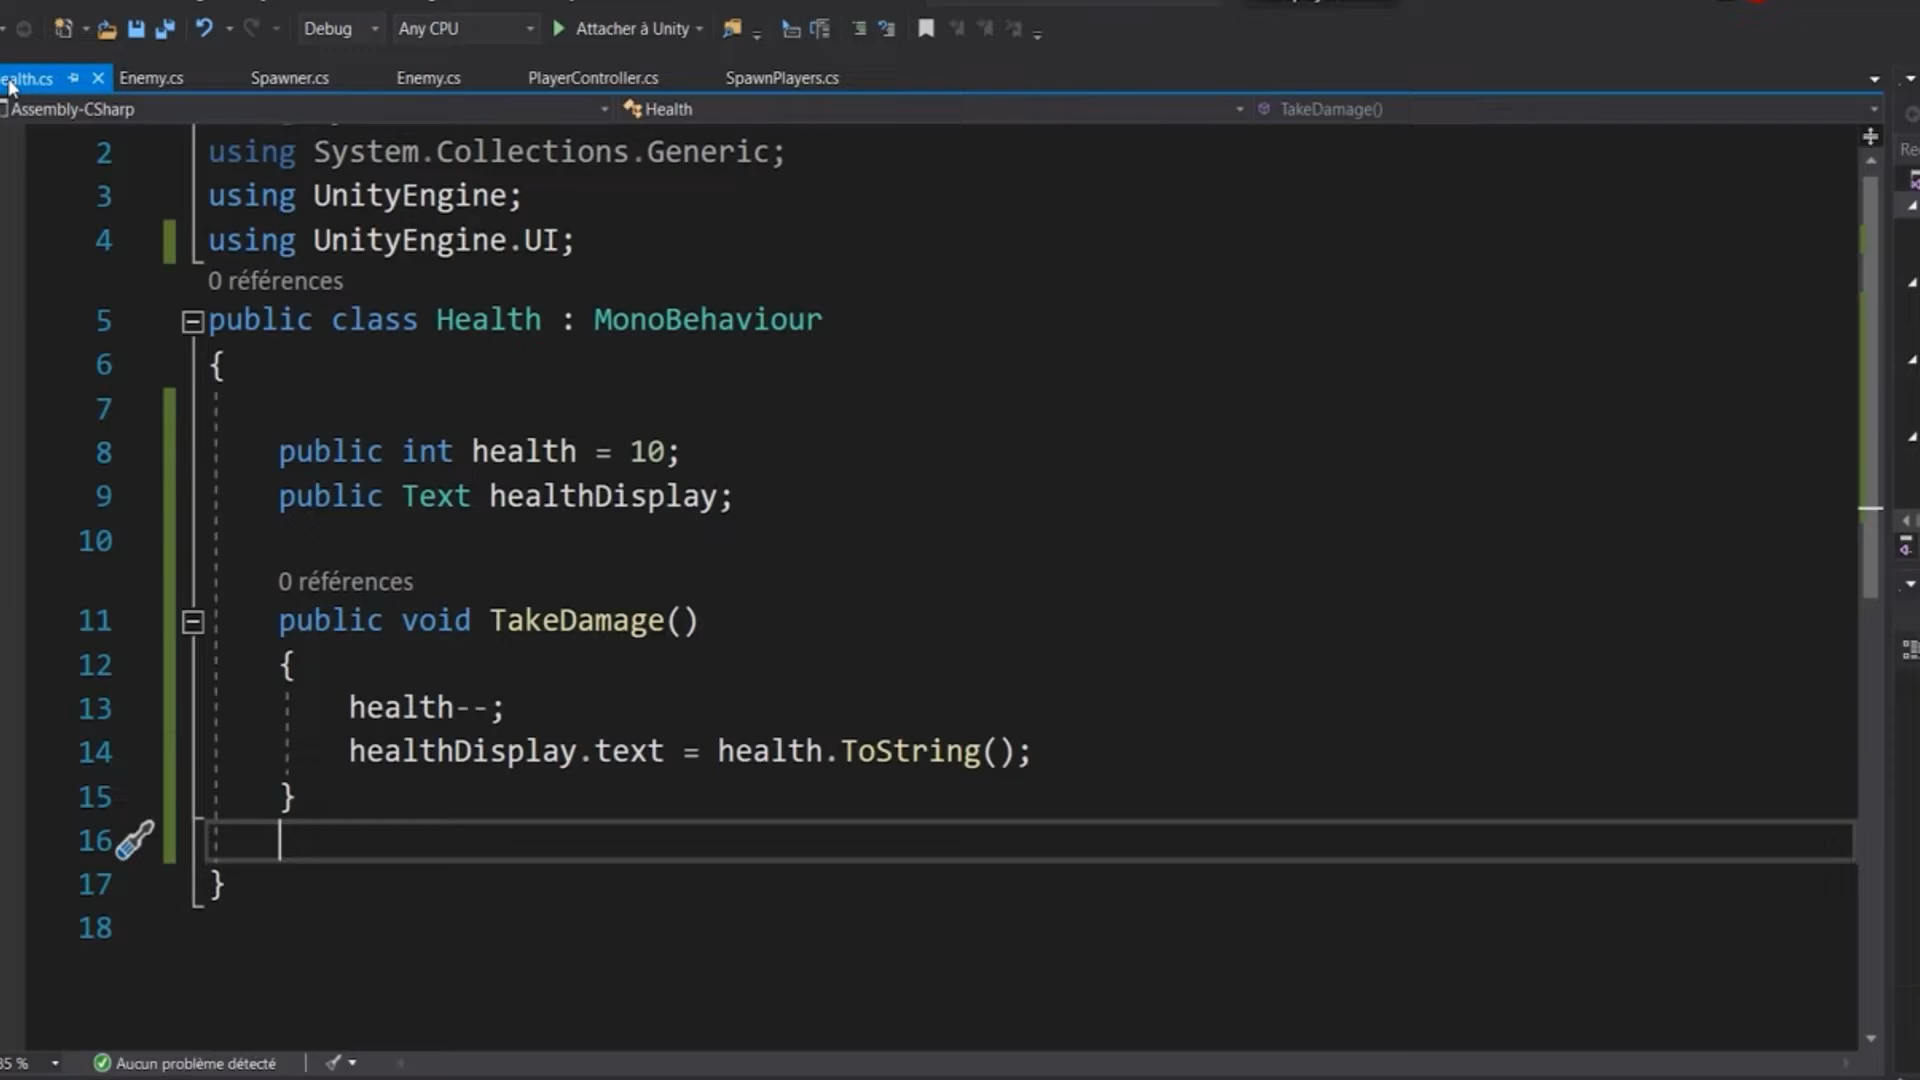 Debug Any CPU Attacher à Unity
ealth.cs Enemy.cs Spawner.cs Enemy.cs PlayerController.cs SpawnPlayers.cs
Assembly-CSharp Health TakeDamage()
2 using System.Collections.Generic;
3 using UnityEngine;
4 using UnityEngine.UI;
0 références
5 public class Health : MonoBehaviour
6 {
7
8 public int health = 10;
9 public Text healthDisplay;
10
0 références
11 public void TakeDamage()
12 {
13 health--;
14 healthDisplay.text = health.ToString();
15 }
16
17 }
18
Re
35 % Aucun problème détecté